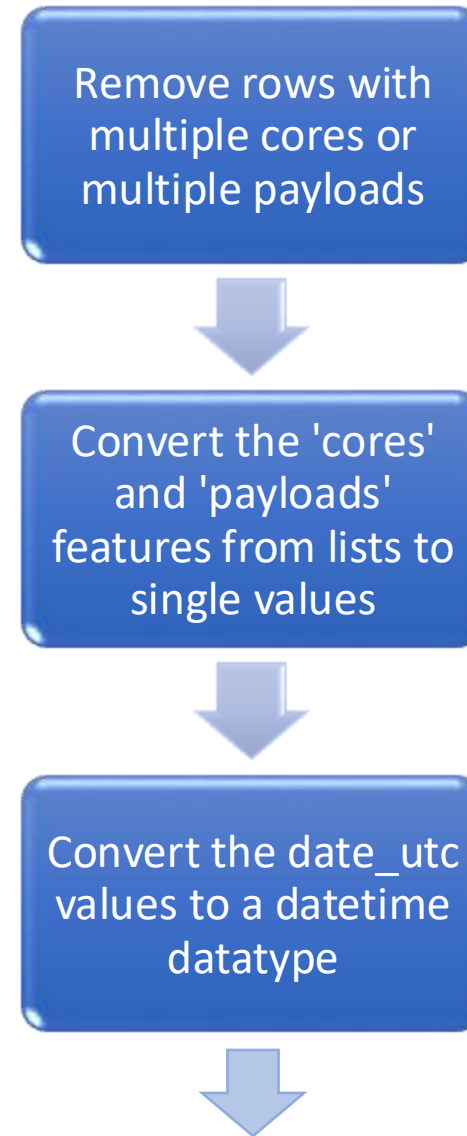 Remove rows with
multiple cores or
multiple payloads
Convert the 'cores'
and 'payloads'
features from lists to
single values
Convert the date_utc
values to a datetime
datatype